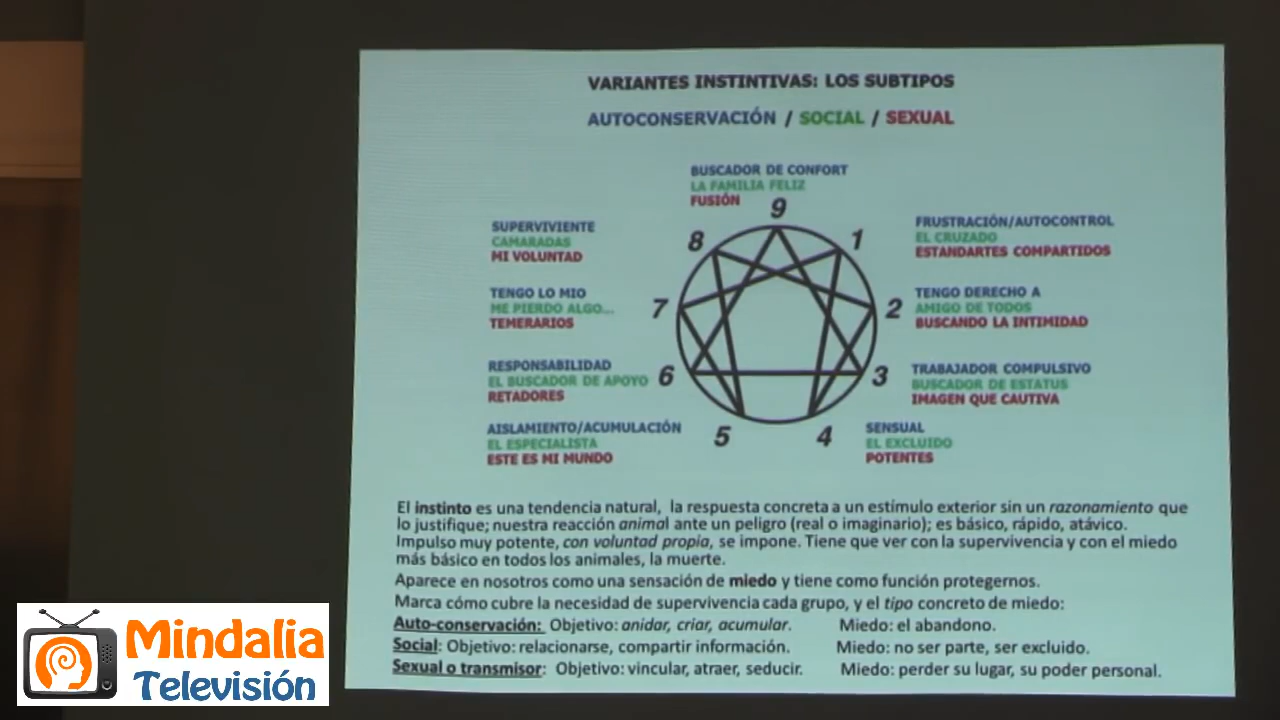 VARIANTES INSTINTIVAS: LOS SUBTIPOS
AUTOCONSERVACIÓN / SOCIAL / SEXUAL
BUSCADOR DE CONFORT
LA FAMILIA FELIZ
FUSIÓN
9
SUPERVIVIENTE
CAMARADAS
MI VOLUNTAD
8
1
FRUSTRACIÓN/AUTOCONTROL
EL CRUZADO
ESTANDARTES COMPARTIDOS
TENGO LO MIO
ME PIERDO ALGO...
TEMERARIOS
7
2
TENGO DERECHO A
AMIGO DE TODOS
BUSCANDO LA INTIMIDAD
RESPONSABILIDAD
EL BUSCADOR DE APOYO
RETADORES
6
3
TRABAJADOR COMPULSIVO
BUSCADOR DE ESTATUS
IMAGEN QUE CAUTIVA
AISLAMIENTO/ACUMULACIÓN
EL ESPECIALISTA
ESTE ES MI MUNDO
5
4
SENSUAL
EL EXCLUIDO
POTENTES
El instinto es una tendencia natural, la respuesta concreta a un estímulo exterior sin un razonamiento que
lo justifique; nuestra reacción animal ante un peligro (real o imaginario); es básico, rápido, atávico.
Impulso muy potente, con voluntad propia, se impone. Tiene que ver con la supervivencia y con el miedo
más básico en todos los animales, la muerte.
Aparece en nosotros como una sensación de miedo y tiene como función protegernos.
Marca cómo cubre la necesidad de supervivencia cada grupo, y el tipo concreto de miedo:
Auto-conservación: Objetivo: anidar, criar, acumular. Miedo: el abandono.
Social: Objetivo: relacionarse, compartir información. Miedo: no ser parte, ser excluido.
Sexual o transmisor: Objetivo: vincular, atraer, seducir. Miedo: perder su lugar, su poder personal.
Mindalia
Televisión